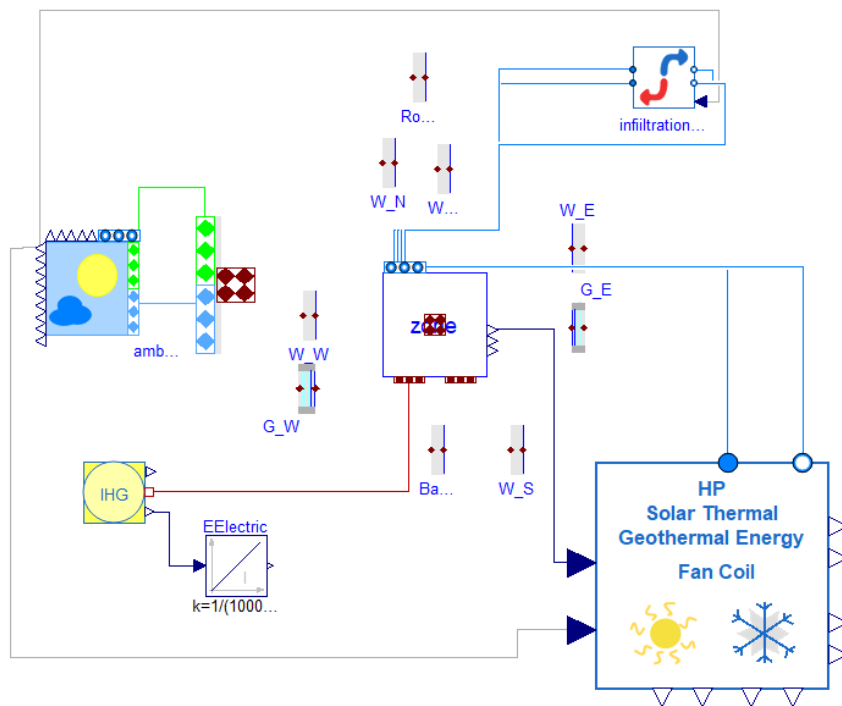 Ro...
infiiltration...
W_N
W...
W_E
G_E
zone
amb...
W_W
G_W
IHG
Ba...
W_S
EElectric
k=1/(1000...
HP
Solar Thermal
Geothermal Energy
Fan Coil